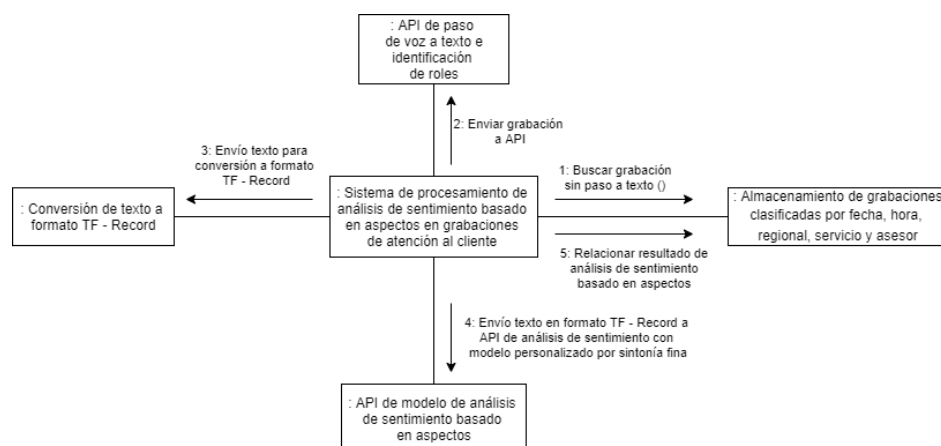 : API de paso
de voz a texto e
identificación
de roles
2: Enviar grabación
a API
3: Envío texto para
conversión a formato
TF - Record
1: Buscar grabación
sin paso a texto ()
: Conversión de texto a
formato TF - Record
: Sistema de procesamiento de
análisis de sentimiento basado
en aspectos en grabaciones
de atención al cliente
: Almacenamiento de grabaciones
clasificadas por fecha, hora,
regional, servicio y asesor
5: Relacionar resultado de
análisis de sentimiento
basado en aspectos
4: Envío texto en formato TF - Record a
API de análisis de sentimiento con
modelo personalizado por sintonía fina
: API de modelo de análisis
de sentimiento basado
en aspectos